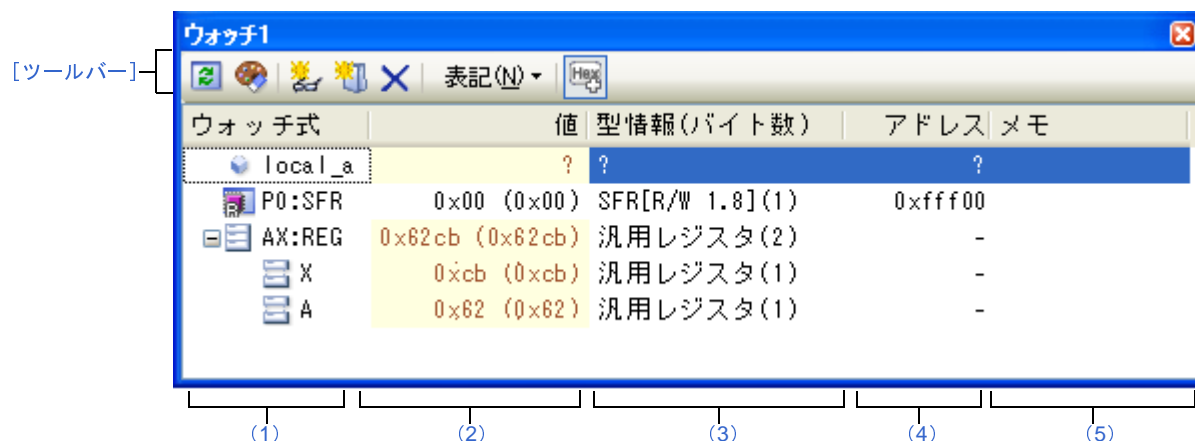 ウォッチ1
[ツールバー]
表記(N) Hex
ウォッチ式 値 型情報(バイト数) アドレス メモ
local_a ? ? ?
P0:SFR 0x00 (0x00) SFR[R/W 1.8](1) 0xfff00
AX:REG 0x62cb (0x62cb) 汎用レジスタ(2) -
X 0xcb (0xcb) 汎用レジスタ(1) -
A 0x62 (0x62) 汎用レジスタ(1) -
(1) (2) (3) (4) (5)